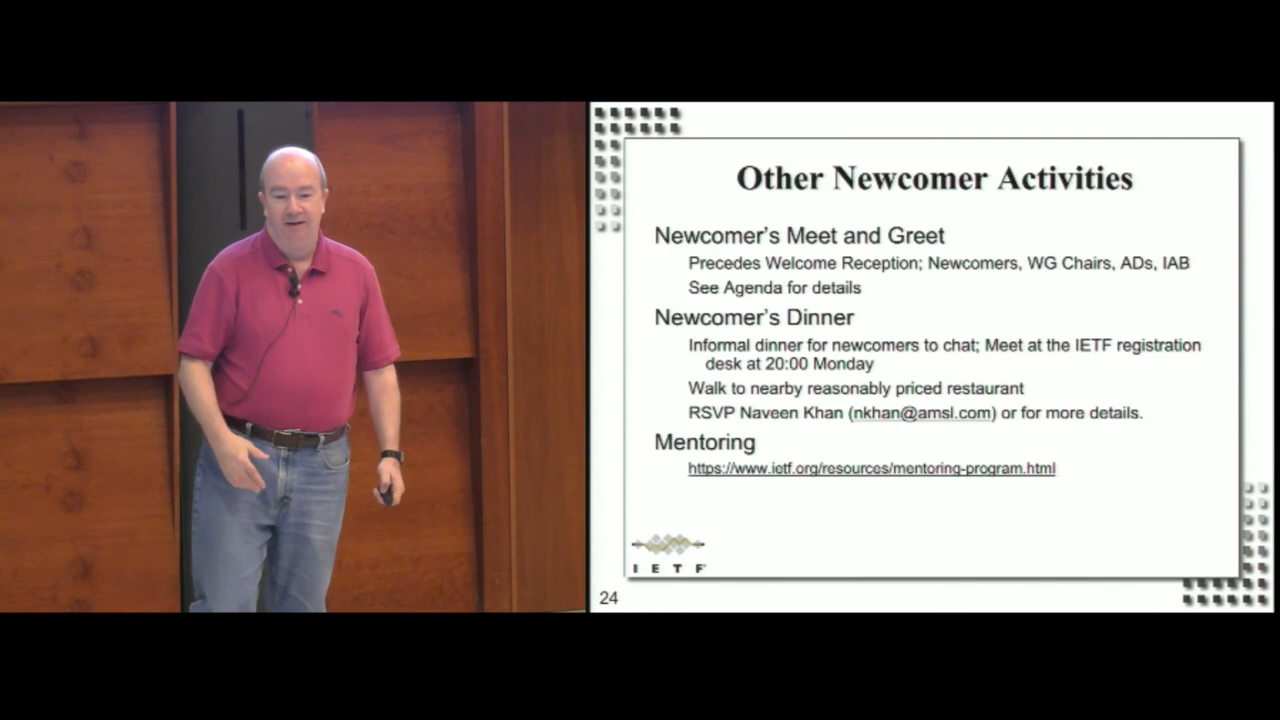 Other Newcomer Activities
Newcomer's Meet and Greet
Precedes Welcome Reception; Newcomers, WG Chairs, ADs, IAB
See Agenda for details
Newcomer's Dinner
Informal dinner for newcomers to chat; Meet at the IETF registration
desk at 20:00 Monday
Walk to nearby reasonably priced restaurant
RSVP Naveen Khan (nkhan@amsl.com) or for more details.
Mentoring
https://www.ietf.org/resources/mentoring-program.html
I E T F
24